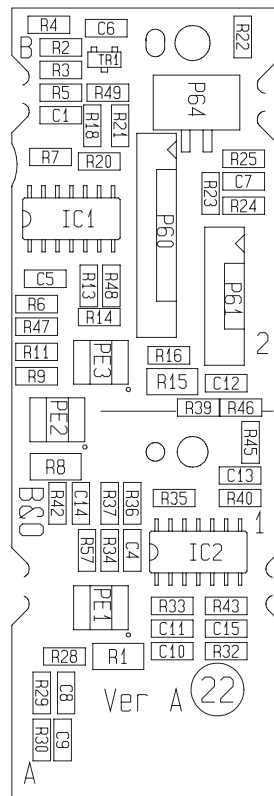 R4 C6 R22
B R2 TR1
R3
R5 R49 P64
C1 R18 R21
R7 R20 R25
R23 C7
R24
IC1 P60
C5 R13 R48 P61
R6 R14
R47 2
R11 PE3 R16
R9 R15 C12
PE2 R39 R46
R45
R8 C13
B&O R42 C14 R37 R36 R35 R40
1
R57 R34 C4 IC2
PE1 R33 R43
C11 C15
R28 R1 C10 R32
R29 C8 Ver A 22
R30 C9
A